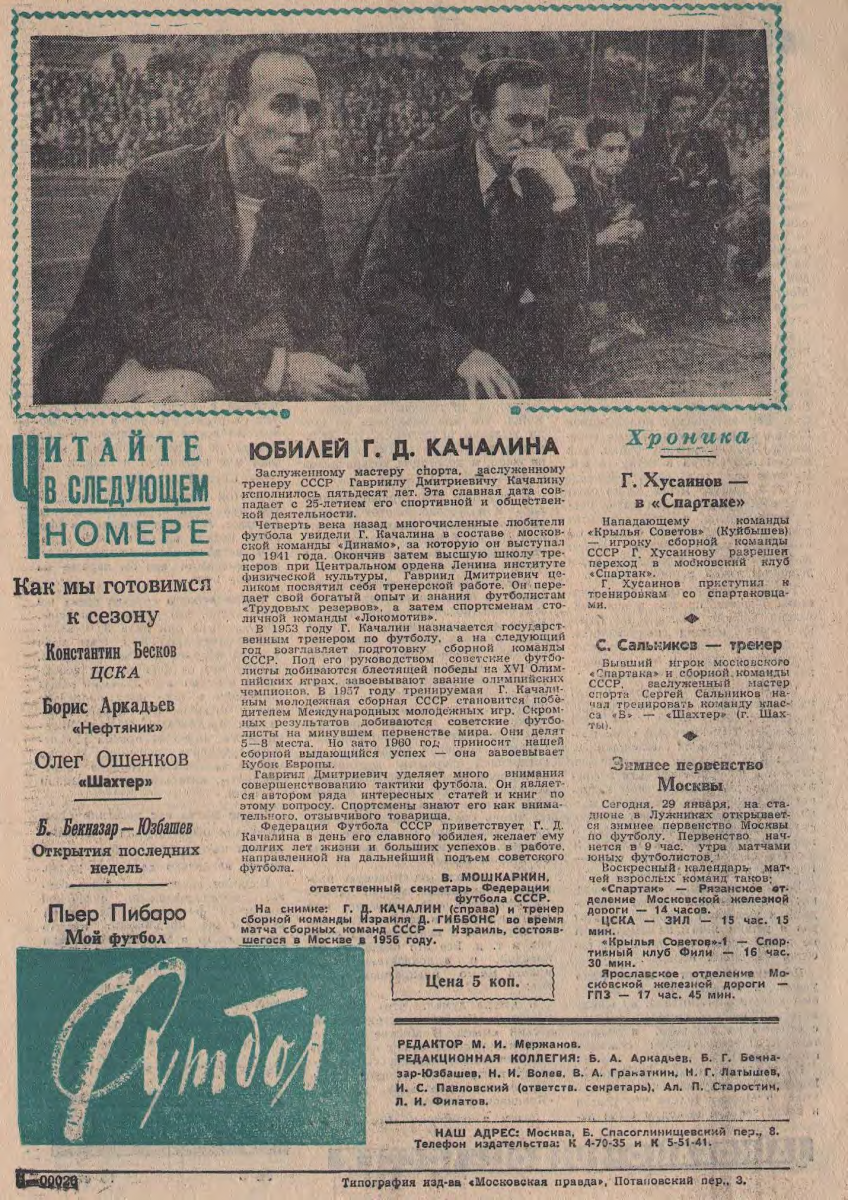 ЧИТАЙТЕ
В СЛЕДУЮЩЕМ
НОМЕРЕ
Как мы готовимся
к сезону
Константин Бесков
ЦСКА
Борис Аркадьев
«Нефтяник»
Олег Ошенков
«Шахтер»
Б. Бекназар—Юзбашев
Открытия последних
недель
Пьер Пибаро
Мой футбол
Футбол
ЮБИЛЕЙ Г. Д. КАЧАЛИНА
Заслуженному мастеру спорта, заслуженному
тренеру СССР Гавриилу Дмитриевичу Качалину
исполнилось пятьдесят лет. Эта славная дата сов-
падает с 25-летием его спортивной и обществен-
ной деятельности.
Четверть века назад многочисленные любители
футбола увидели Г. Качалина в составе москов-
ской команды «Динамо», за которую он выступал
до 1941 года. Окончив затем высшую школу тре-
неров при Центральном ордена Ленина институте
физической культуры, Гавриил Дмитриевич це-
ликом посвятил себя тренерской работе. Он пере-
дает свой богатый опыт и знания футболистам
«Трудовых резервов», а затем спортсменам сто-
личной команды «Локомотив».
В 1953 году Г. Качалин назначается государст-
венным тренером по футболу, а на следующий
год возглавляет подготовку сборной команды
СССР. Под его руководством советские футбо-
листы добиваются блестящей победы на XVI Олим-
пийских играх, завоевывают звание олимпийских
чемпионов. В 1957 году тренируемая Г. Качали-
ным молодежная сборная СССР становится побе-
дителем Международных молодежных игр. Скром-
ных результатов добиваются советские футбо-
листы на минувшем первенстве мира. Они делят
5—8 места. Но зато 1960 год приносит нашей
сборной выдающийся успех — она завоевывает
Кубок Европы.
Гавриил Дмитриевич уделяет много внимания
совершенствованию тактики футбола. Он являет-
ся автором ряда интересных статей и книг по
этому вопросу. Спортсмены знают его как внима-
тельного, отзывчивого товарища.
Федерация Футбола СССР приветствует Г. Д.
Качалина в день его славного юбилея, желает ему
долгих лет жизни и больших успехов в работе,
направленной на дальнейший подъем советского
футбола.
В. МОШКАРКИН,
ответственный секретарь Федерации
футбола СССР.
На снимке: Г. Д. КАЧАЛИН (справа) и тренер
сборной команды Израиля Д. ГИББОНС во время
матча сборных команд СССР — Израиль, состояв-
шегося в Москве в 1956 году.
Хроника
Г. Хусаинов —
в «Спартаке»
Нападающему команды
«Крылья Советов» (Куйбышев)
— игроку сборной команды
СССР Г. Хусаинову разрешен
переход в московский клуб
«Спартак».
Г. Хусаинов приступил к
тренировкам со спартаковца-
ми.
С. Сальников — тренер
Бывший игрок московского
«Спартака» и сборной команды
СССР, заслуженный мастер
спорта Сергей Сальников на-
чал тренировать команду клас-
са «Б» — «Шахтер» (г. Шах-
ты).
Зимнее первенство
Москвы
Сегодня, 29 января, на ста-
дионе в Лужниках открывает-
ся зимнее первенство Москвы
по футболу. Первенство нач-
нется в 9 час. утра матчами
юных футболистов.
Воскресный календарь мат-
чей взрослых команд таков:
«Спартак» — Рязанское от-
деление Московской железной
дороги — 14 часов.
ЦСКА — ЗИЛ — 15 час. 15
мин.
«Крылья Советов»-1 — Спор-
тивный клуб Фили — 16 час.
30 мин.
Ярославское отделение Мо-
сковской железной дороги —
ГПЗ — 17 час. 45 мин.
Цена 5 коп.
РЕДАКТОР М. И. Мержанов.
РЕДАКЦИОННАЯ КОЛЛЕГИЯ: Б. А. Аркадьев, Б. Г. Бекна-
зар-Юзбашев, Н. И. Волев, В. А. Гранаткин, Н. Г. Латышев,
И. С. Павловский (ответств. секретарь), Ал. П. Старостин,
Л. И. Филатов.
НАШ АДРЕС: Москва, Б. Спасоглинищевский пер., 8.
Телефон издательства: К 4-70-35 и К 5-51-41.
Типография изд-ва «Московская правда», Потаповский пер., 3.